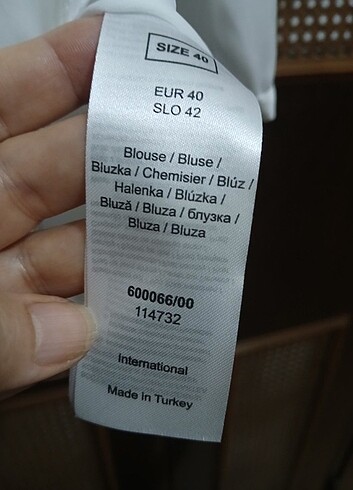 SIZE 40
EUR 40
SLO 42
Blouse / Bluse /
Bluzka / Chemisier / Blúz /
Halenka / Blúzka /
Bluză / Bluza / блузка /
Bluza / Bluza
600066/00
114732
International
Made in Turkey